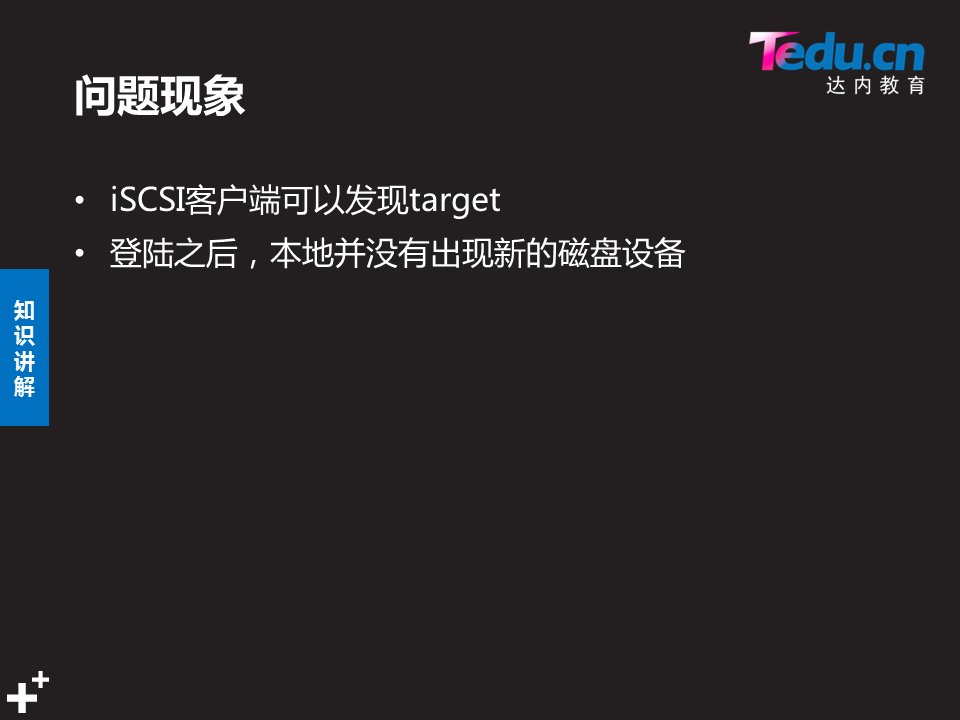 Tedu.cn
达内教育
问题现象
• iSCSI客户端可以发现target
• 登陆之后，本地并没有出现新的磁盘设备
知
识
讲
解